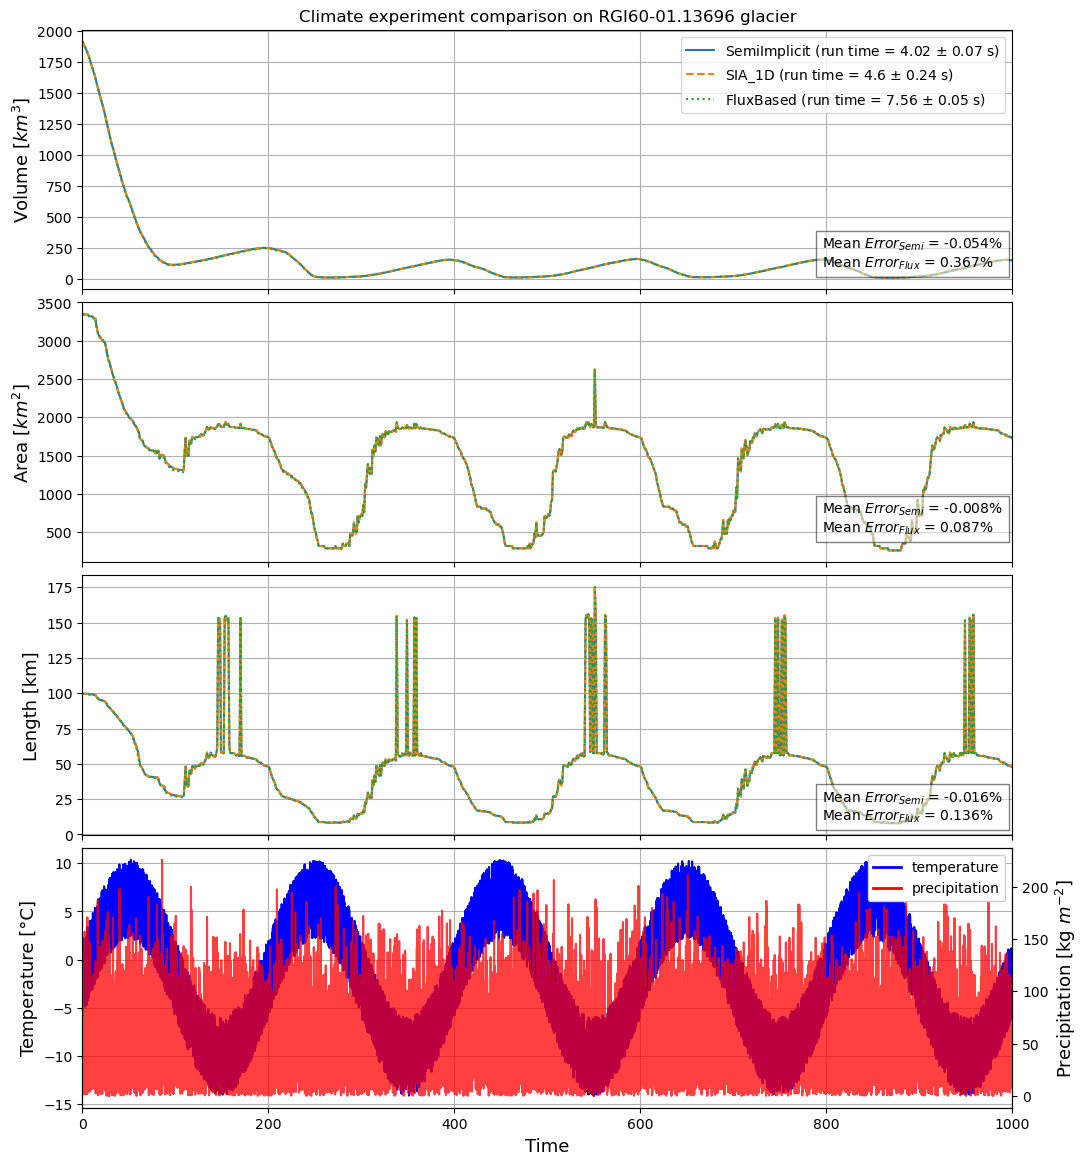 Climate experiment comparison on RGI60-01.13696 glacier
2000
1750
1500
1250
1000
750
500
250
0
Volume [km³]
SemiImplicit (run time = 4.02 ± 0.07 s)
SIA_1D (run time = 4.6 ± 0.24 s)
FluxBased (run time = 7.56 ± 0.05 s)
Mean Error_Semi = -0.054%
Mean Error_Flux = 0.367%
3500
3000
2500
2000
1500
1000
500
Area [km²]
Mean Error_Semi = -0.008%
Mean Error_Flux = 0.087%
175
150
125
100
75
50
25
0
Length [km]
Mean Error_Semi = -0.016%
Mean Error_Flux = 0.136%
10
5
0
−5
−10
−15
Temperature [°C]
temperature
precipitation
200
150
100
50
0
Precipitation [kg m⁻²]
0 200 400 600 800 1000
Time